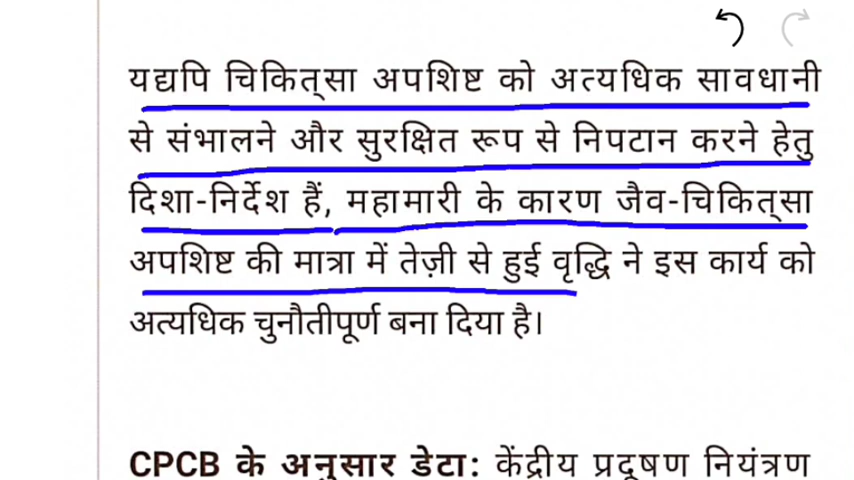 यद्यपि चिकित्सा अपशिष्ट को अत्यधिक सावधानी
से संभालने और सुरक्षित रूप से निपटान करने हेतु
दिशा-निर्देश हैं, महामारी के कारण जैव-चिकित्सा
अपशिष्ट की मात्रा में तेज़ी से हुई वृद्धि ने इस कार्य को
अत्यधिक चुनौतीपूर्ण बना दिया है।
CPCB के अनुसार डेटा: केंद्रीय प्रदूषण नियंत्रण